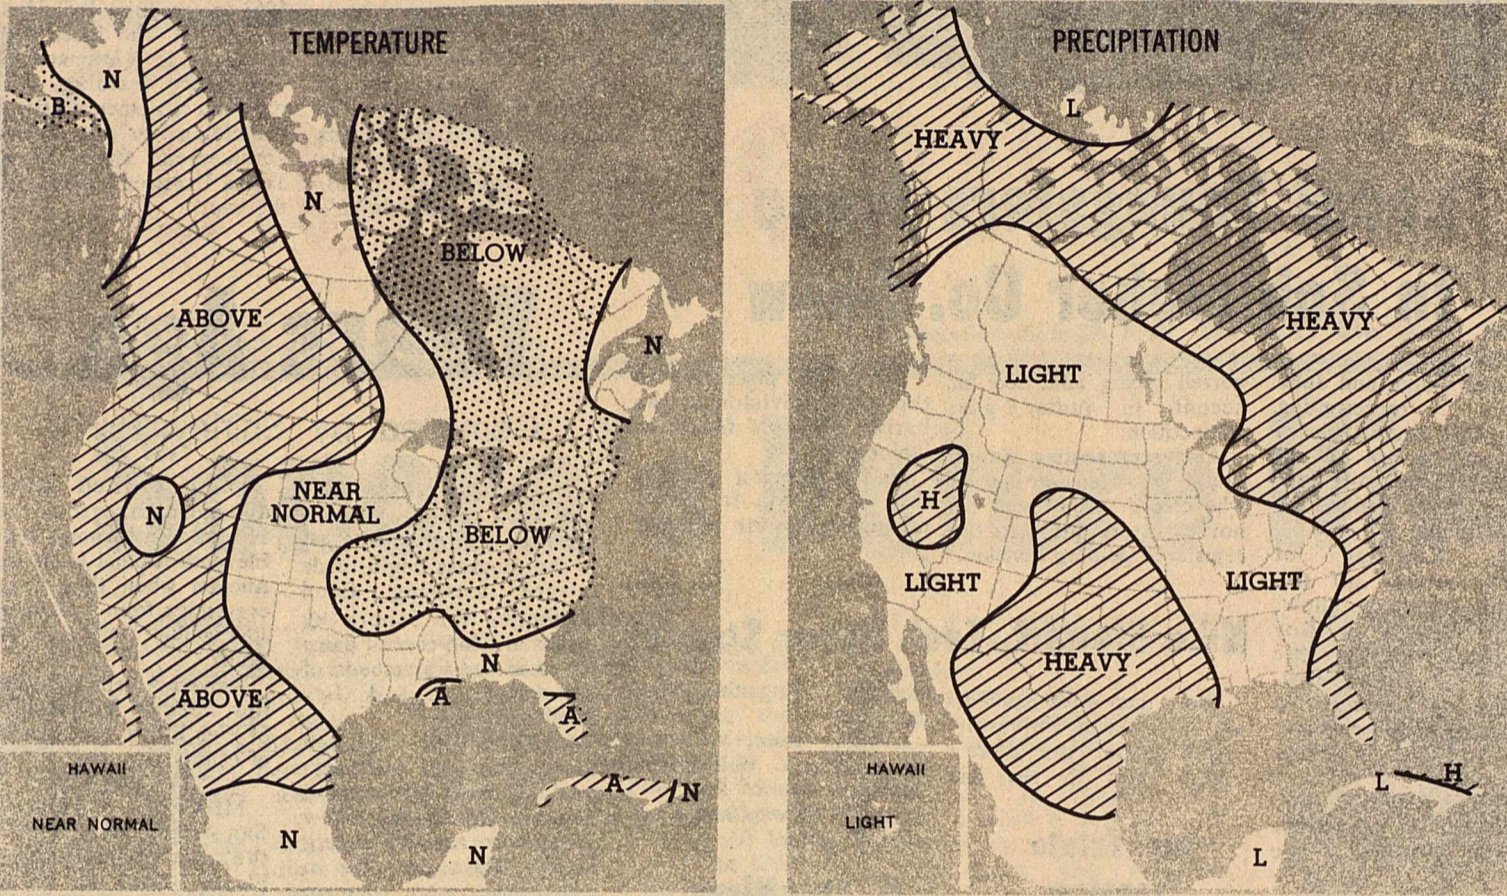 TEMPERATURE
N
B
N
BELOW
ABOVE
N
NEAR
NORMAL
N
BELOW
N
A
ABOVE
A
HAWAII
A
N
NEAR NORMAL
N
N
PRECIPITATION
L
HEAVY
HEAVY
LIGHT
H
LIGHT
LIGHT
HEAVY
HAWAII
L
H
LIGHT
L